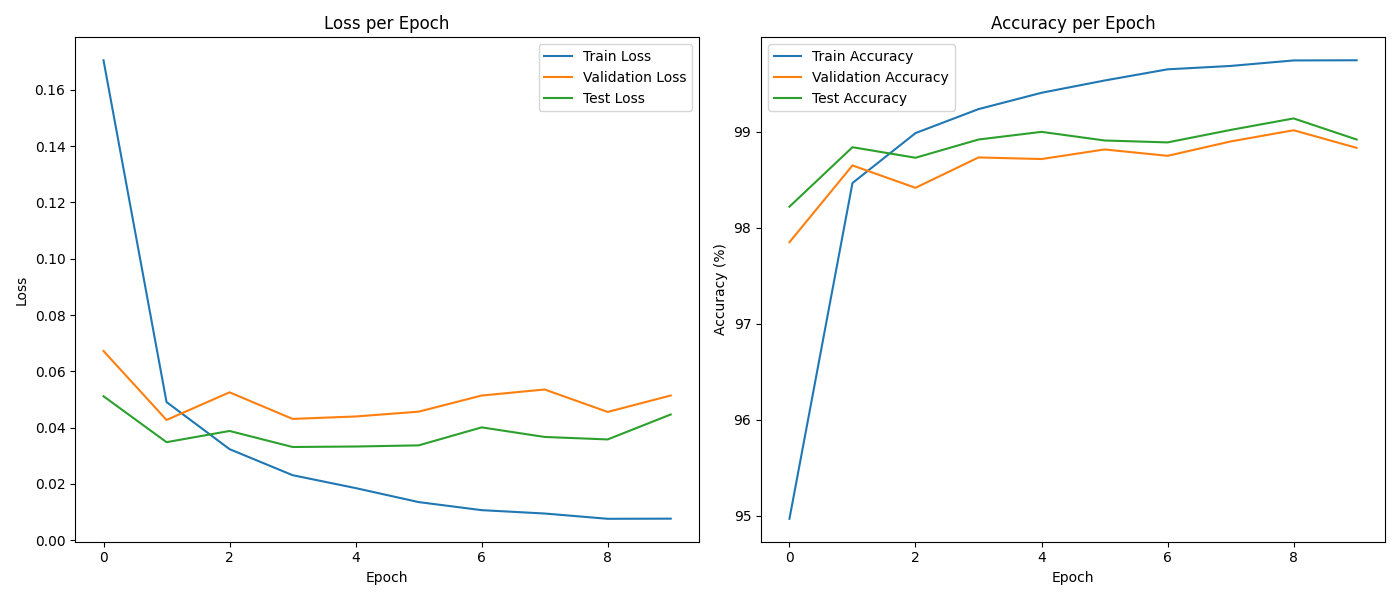 Loss per Epoch
Train Loss
Validation Loss
Test Loss
0.16
0.14
0.12
0.10
0.08
0.06
0.04
0.02
0.00
Loss
0 2 4 6 8
Epoch
Accuracy per Epoch
Train Accuracy
Validation Accuracy
Test Accuracy
99
98
97
96
95
Accuracy (%)
0 2 4 6 8
Epoch